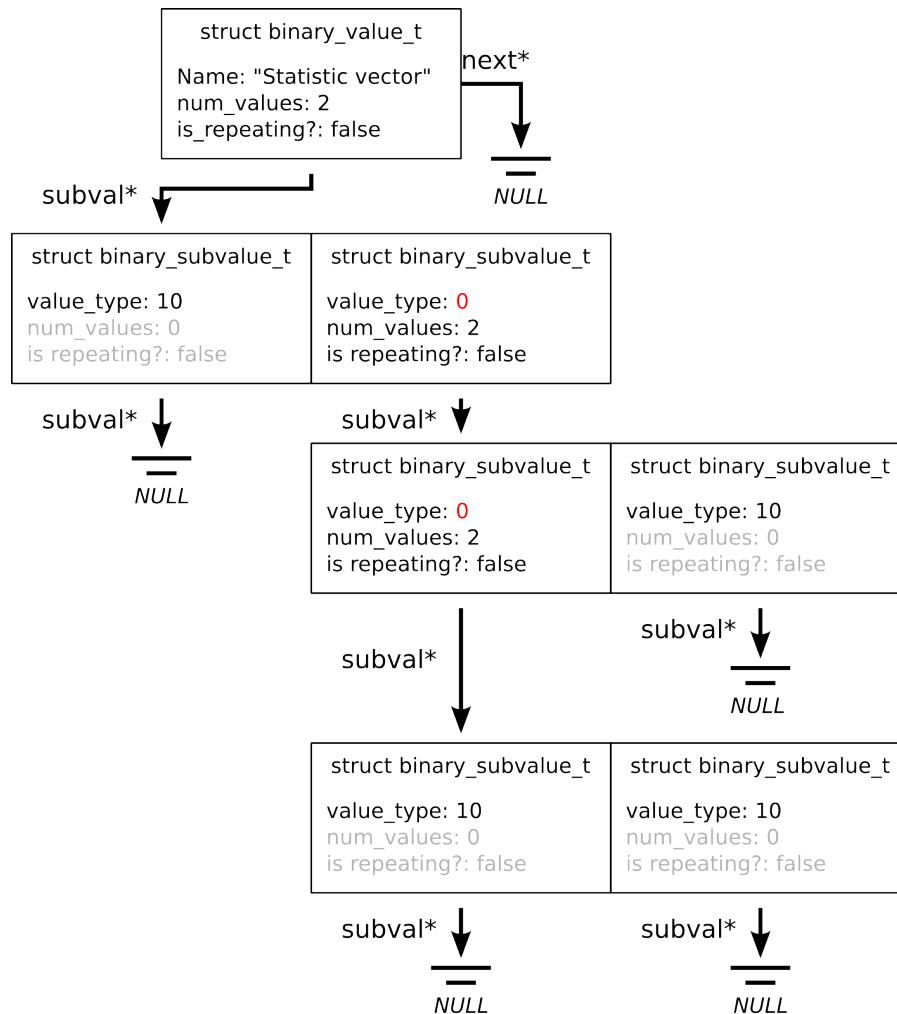 struct binary_value_t
Name: "Statistic vector"
num_values: 2
is_repeating?: false
next*
NULL
subval*
struct binary_subvalue_t
value_type: 10
num_values: 0
is repeating?: false
struct binary_subvalue_t
value_type: 0
num_values: 2
is repeating?: false
subval*
NULL
subval*
struct binary_subvalue_t
value_type: 0
num_values: 2
is repeating?: false
struct binary_subvalue_t
value_type: 10
num_values: 0
is repeating?: false
subval*
subval*
NULL
struct binary_subvalue_t
value_type: 10
num_values: 0
is repeating?: false
struct binary_subvalue_t
value_type: 10
num_values: 0
is repeating?: false
subval*
NULL
subval*
NULL